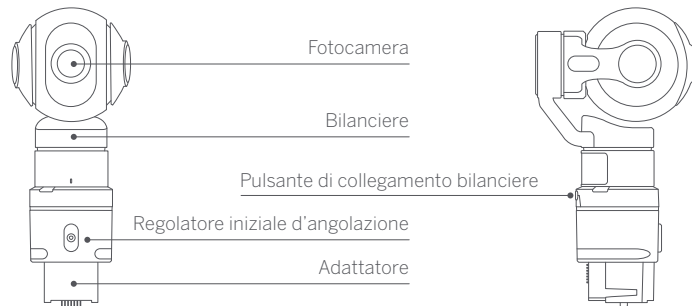 Fotocamera
Bilanciere
Pulsante di collegamento bilanciere
Regolatore iniziale d'angolazione
Adattatore